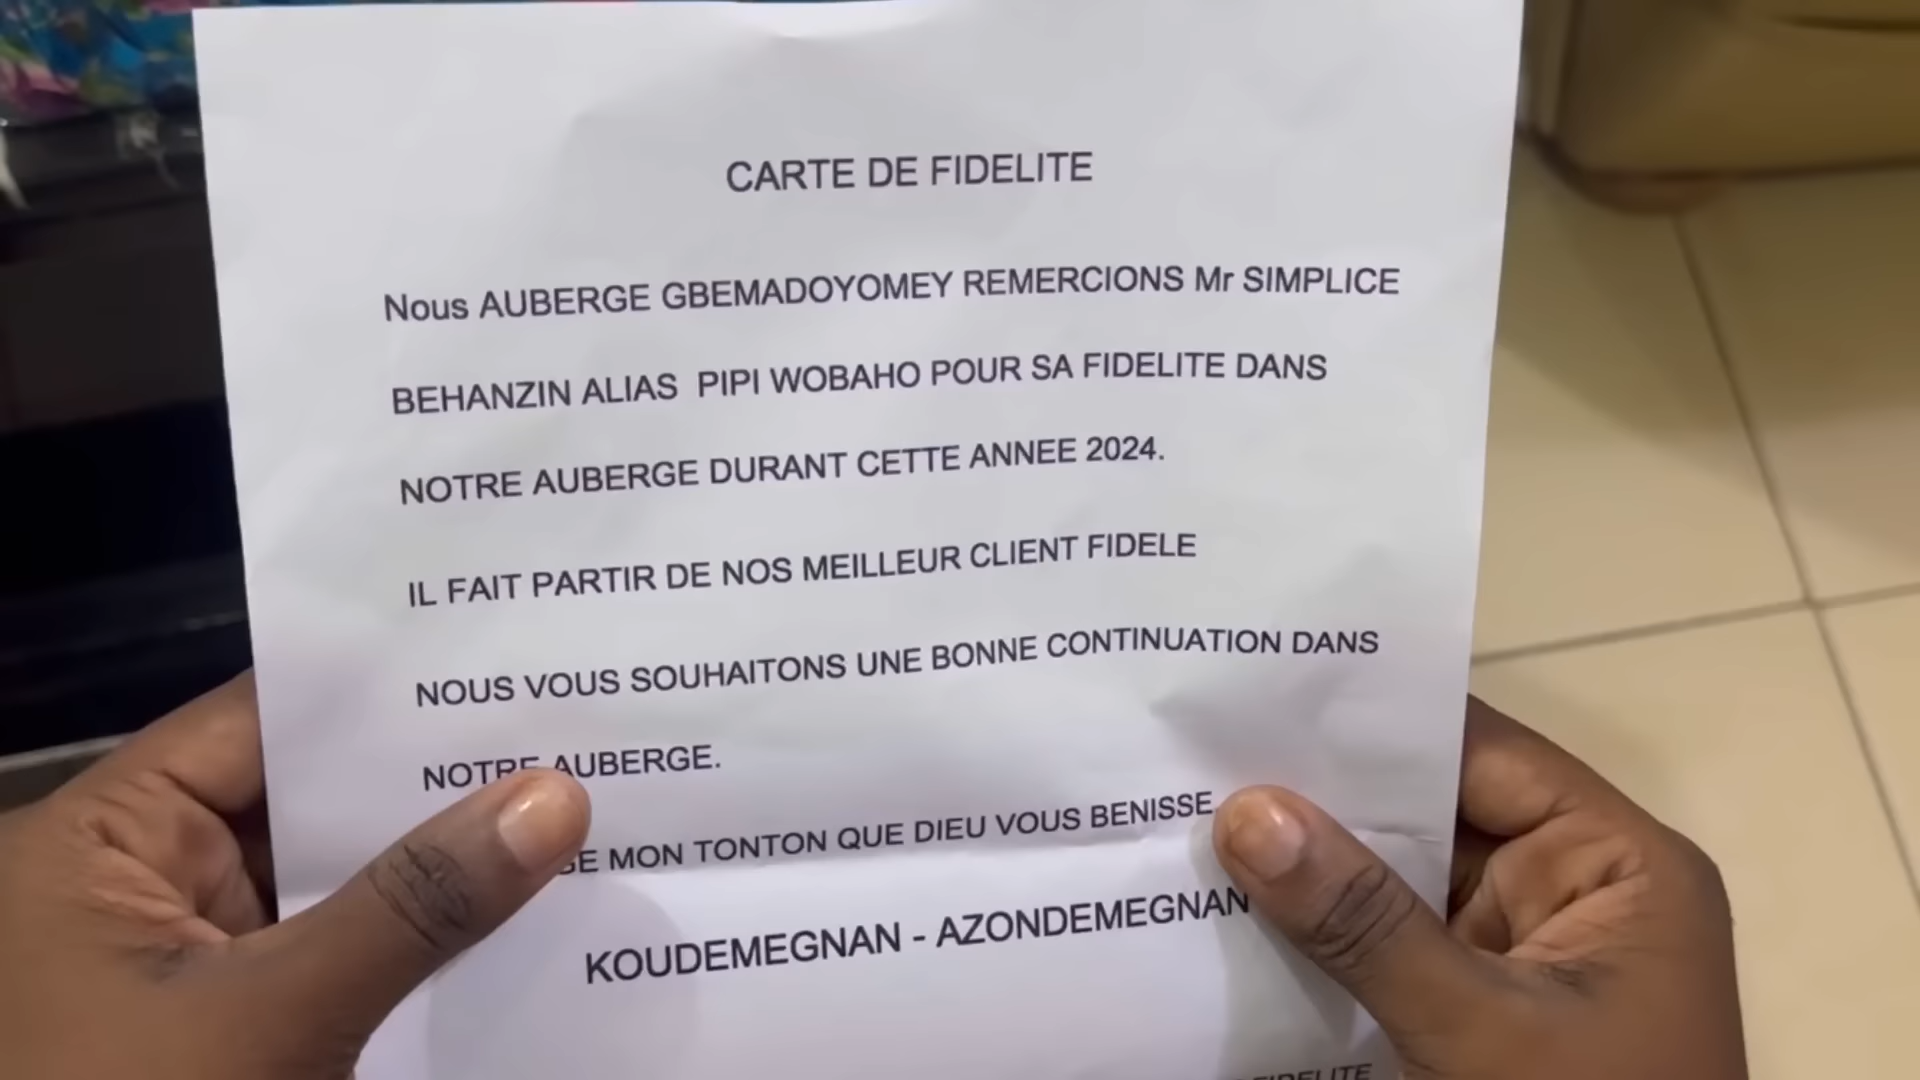 CARTE DE FIDELITE
Nous AUBERGE GBEMADOYOMEY REMERCIONS Mr SIMPLICE
BEHANZIN ALIAS PIPI WOBAHO POUR SA FIDELITE DANS
NOTRE AUBERGE DURANT CETTE ANNEE 2024.
IL FAIT PARTIR DE NOS MEILLEUR CLIENT FIDELE
NOUS VOUS SOUHAITONS UNE BONNE CONTINUATION DANS
NOTRE AUBERGE.
MON TONTON QUE DIEU VOUS BENISSE
KOUDEMEGNAN - AZONDEMEGNAN
FIDELITE